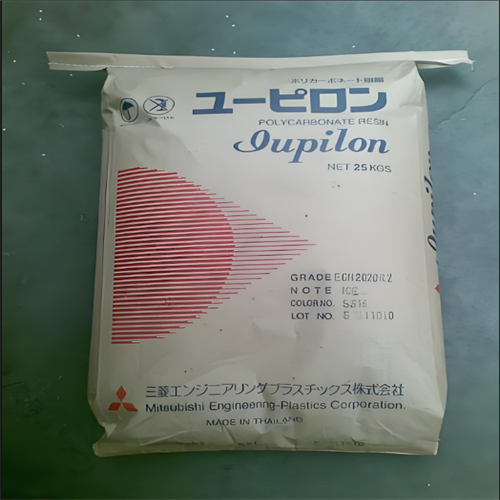 ポリカーボネート樹脂
ユーピロン
POLYCARBONATE RESIN
Iupilon
NET 25 KGS
GRADE
NOTE
COLOR NO.
LOT NO.
三菱エンジニアリングプラスチックス株式会社
Mitsubishi Engineering-Plastics Corporation.
MADE IN THAILAND